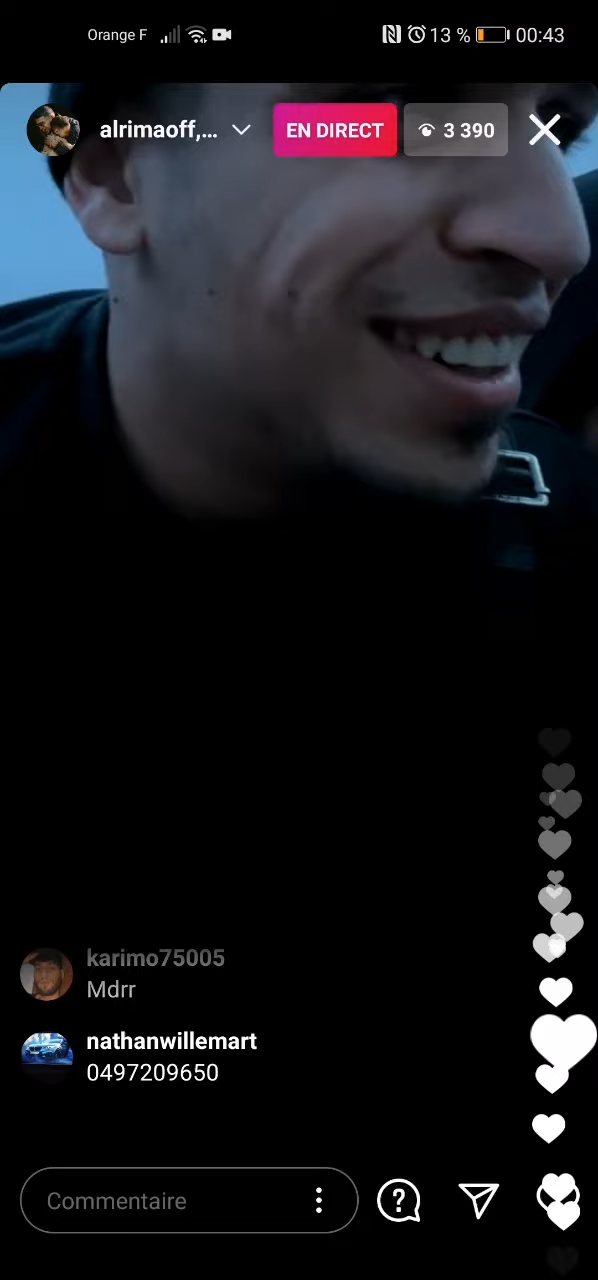 Orange F 13 % 00:43
alrimaoff,... EN DIRECT 3 390
karimo75005
Mdrr
nathanwillemart
0497209650
Commentaire